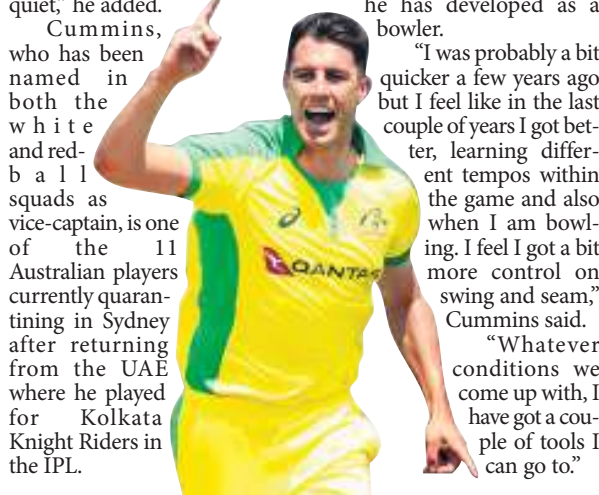 quiet," he added.
Cummins,
who has been
named in
both the
white
and red-
ball
squads as
vice-captain, is one
of the 11
Australian players
currently quaran-
tining in Sydney
after returning
from the UAE
where he played
for Kolkata
Knight Riders in
the IPL.
he has developed as a
bowler.
“I was probably a bit
quicker a few years ago
but I feel like in the last
couple of years I got bet-
ter, learning differ-
ent tempos within
the game and also
when I am bowl-
ing. I feel I got a bit
more control on
swing and seam,”
Cummins said.
“Whatever
conditions we
come up with, I
have got a cou-
ple of tools I
can go to.”
QANTAS